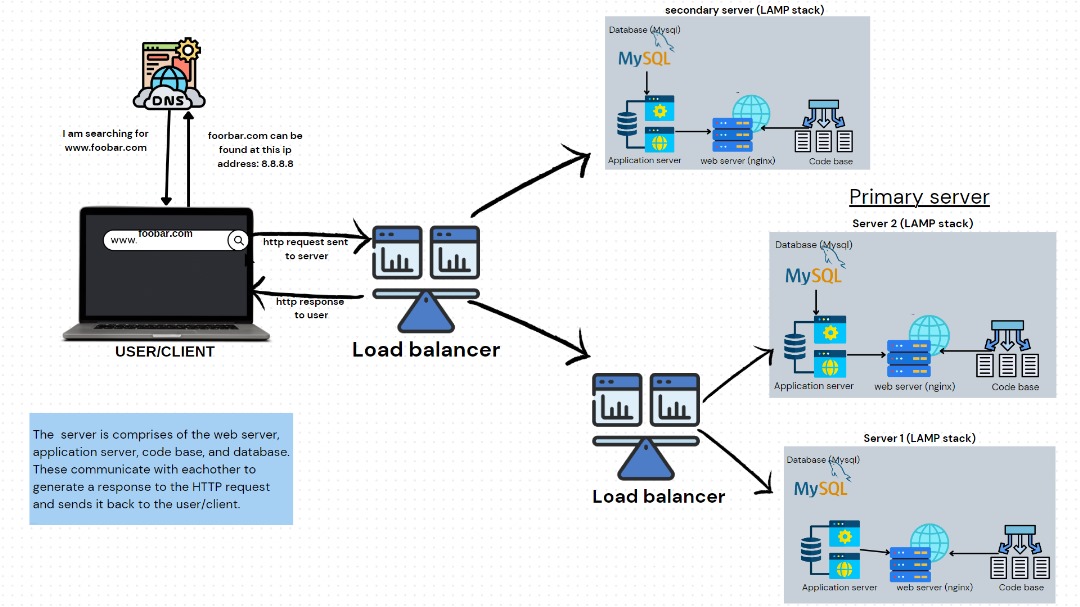 secondary server (LAMP stack)
Database (Mysql)
MySQL
Application server
web server (nginx)
Code base
DNS
I am searching for
www.foobar.com
foorbar.com can be
found at this ip
address: 8.8.8.8
www.
foobar.com
http request sent
to server
http response
to user
USER/CLIENT
Load balancer
Primary server
Server 2 (LAMP stack)
Database (Mysql)
MySQL
Application server
web server (nginx)
Code base
Load balancer
Server 1 (LAMP stack)
Database (Mysql)
MySQL
Application server
web server (nginx)
Code base
The server is comprises of the web server,
application server, code base, and database.
These communicate with eachother to
generate a response to the HTTP request
and sends it back to the user/client.